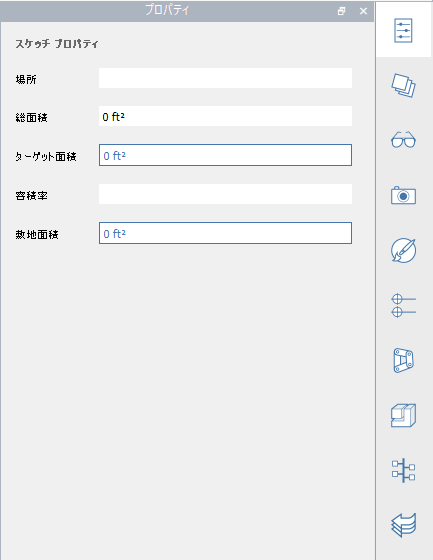 プロパティ
スケッチ プロパティ
場所
総面積 0 ft²
ターゲット面積 0 ft²
容積率
敷地面積 0 ft²